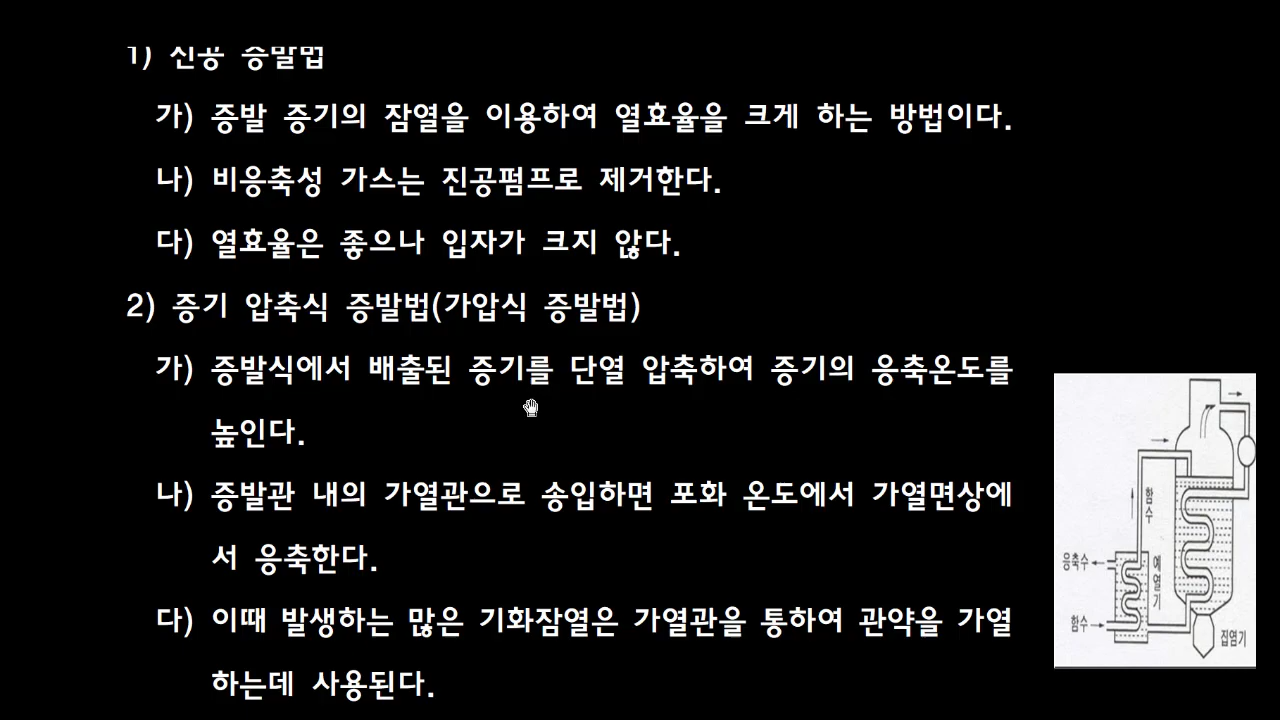 1) 진공 증발법
가) 증발 증기의 잠열을 이용하여 열효율을 크게 하는 방법이다.
나) 비응축성 가스는 진공펌프로 제거한다.
다) 열효율은 좋으나 입자가 크지 않다.
2) 증기 압축식 증발법(가압식 증발법)
가) 증발식에서 배출된 증기를 단열 압축하여 증기의 응축온도를
높인다.
나) 증발관 내의 가열관으로 송입하면 포화 온도에서 가열면상에
서 응축한다.
다) 이때 발생하는 많은 기화잠열은 가열관을 통하여 관약을 가열
하는데 사용된다.
함수
응축수
예열기
함수
집염기